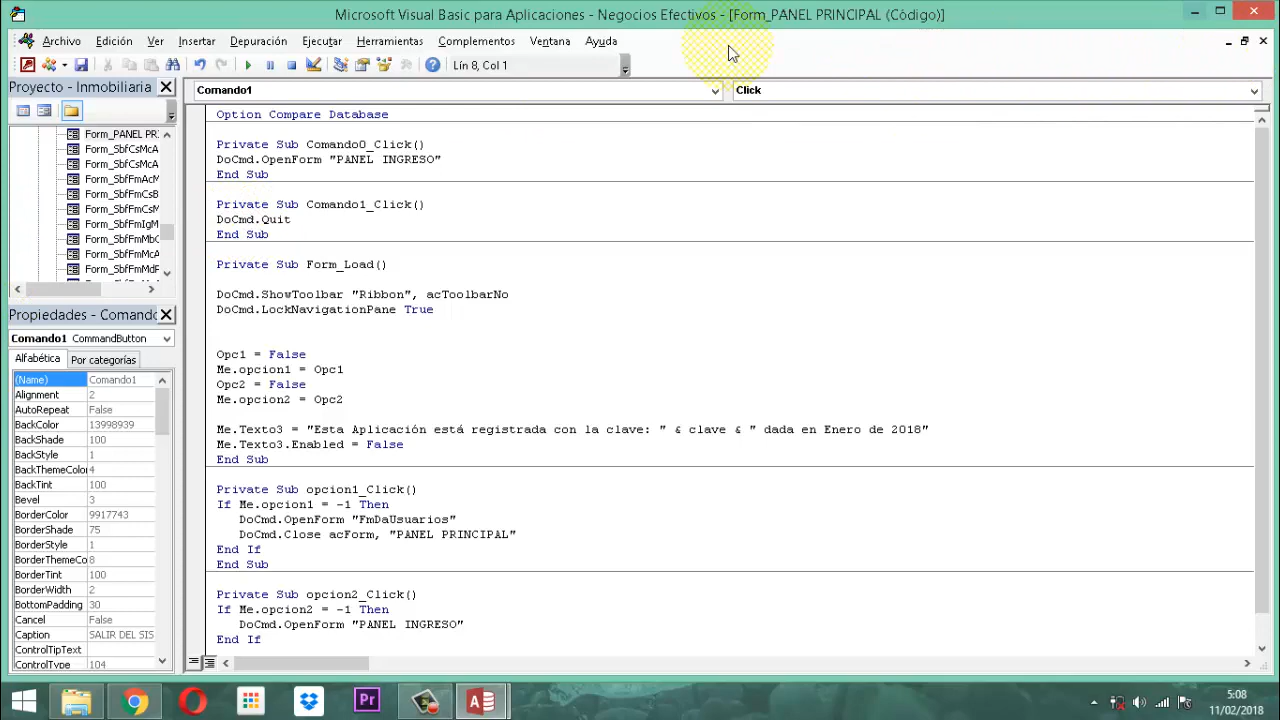 Microsoft Visual Basic para Aplicaciones - Negocios Efectivos - [Form_PANEL PRINCIPAL (Código)]
Archivo Edición Ver Insertar Depuración Ejecutar Herramientas Complementos Ventana Ayuda
Lín 8, Col 1
Proyecto - Inmobiliaria
Form_PANEL PR
Form_SbfCsMcA
Form_SbfCsMcA
Form_SbfFmAcM
Form_SbfFmCsB
Form_SbfFmCsM
Form_SbfFmIgM
Form_SbfFmMbC
Form_SbfFmMcA
Form_SbfFmMdF
Propiedades - Comando
Comando1 CommandButton
Alfabética Por categorías
(Name) Comando1
Alignment 2
AutoRepeat False
BackColor 13998939
BackShade 100
BackStyle 1
BackThemeColor 4
BackTint 100
Bevel 3
BorderColor 9917743
BorderShade 75
BorderStyle 1
BorderThemeCo 8
BorderTint 100
BorderWidth 2
BottomPadding 30
Cancel False
Caption SALIR DEL SIS
ControlTipText
ControlType 104
Comando1 Click
Option Compare Database
Private Sub Comando0_Click()
DoCmd.OpenForm "PANEL INGRESO"
End Sub
Private Sub Comando1_Click()
DoCmd.Quit
End Sub
Private Sub Form_Load()
DoCmd.ShowToolbar "Ribbon", acToolbarNo
DoCmd.LockNavigationPane True
Opc1 = False
Me.opcion1 = Opc1
Opc2 = False
Me.opcion2 = Opc2
Me.Texto3 = "Esta Aplicación está registrada con la clave: " & clave & " dada en Enero de 2018"
Me.Texto3.Enabled = False
End Sub
Private Sub opcion1_Click()
If Me.opcion1 = -1 Then
DoCmd.OpenForm "FmDaUsuarios"
DoCmd.Close acForm, "PANEL PRINCIPAL"
End If
End Sub
Private Sub opcion2_Click()
If Me.opcion2 = -1 Then
DoCmd.OpenForm "PANEL INGRESO"
End If
Pr
5:08
11/02/2018